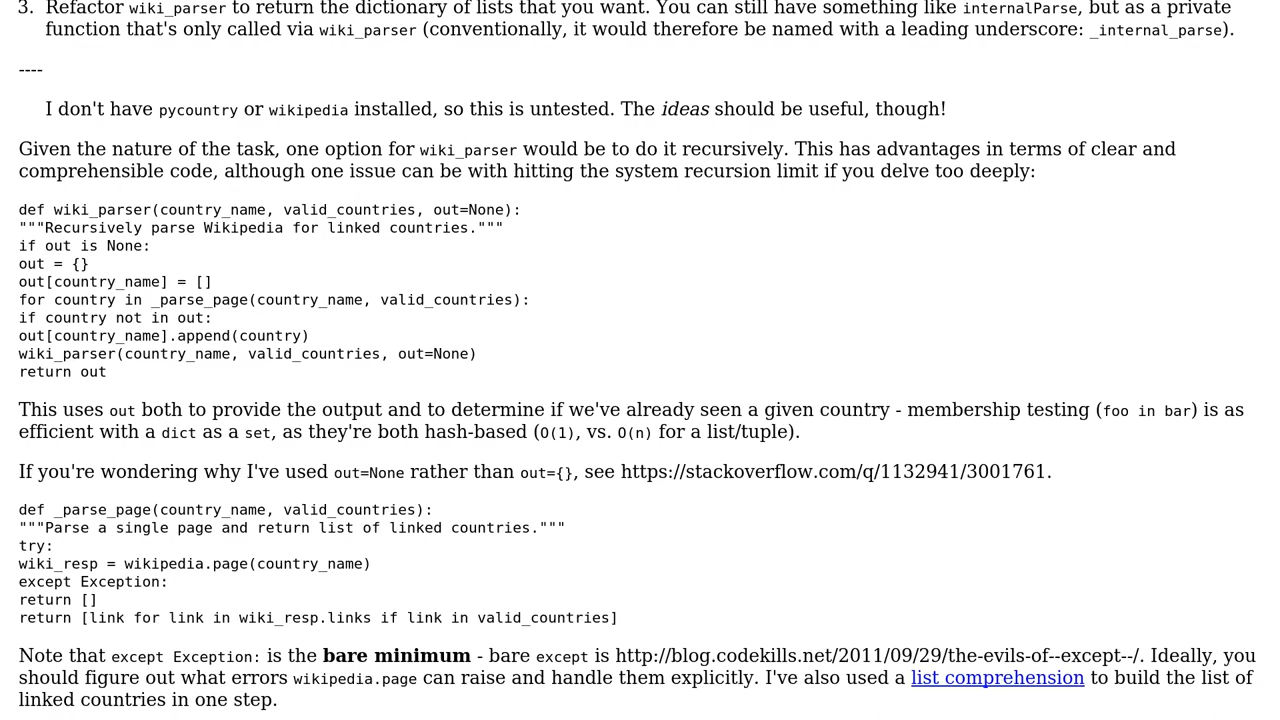 3. Refactor wiki_parser to return the dictionary of lists that you want. You can still have something like internalParse, but as a private
function that's only called via wiki_parser (conventionally, it would therefore be named with a leading underscore: _internal_parse).
----
I don't have pycountry or wikipedia installed, so this is untested. The ideas should be useful, though!
Given the nature of the task, one option for wiki_parser would be to do it recursively. This has advantages in terms of clear and
comprehensible code, although one issue can be with hitting the system recursion limit if you delve too deeply:
def wiki_parser(country_name, valid_countries, out=None):
"""Recursively parse Wikipedia for linked countries."""
if out is None:
out = {}
out[country_name] = []
for country in _parse_page(country_name, valid_countries):
if country not in out:
out[country_name].append(country)
wiki_parser(country_name, valid_countries, out=None)
return out
This uses out both to provide the output and to determine if we've already seen a given country - membership testing (foo in bar) is as
efficient with a dict as a set, as they're both hash-based (O(1), vs. O(n) for a list/tuple).
If you're wondering why I've used out=None rather than out={}, see https://stackoverflow.com/q/1132941/3001761.
def _parse_page(country_name, valid_countries):
"""Parse a single page and return list of linked countries."""
try:
wiki_resp = wikipedia.page(country_name)
except Exception:
return []
return [link for link in wiki_resp.links if link in valid_countries]
Note that except Exception: is the bare minimum - bare except is http://blog.codekills.net/2011/09/29/the-evils-of--except--/. Ideally, you
should figure out what errors wikipedia.page can raise and handle them explicitly. I've also used a list comprehension to build the list of
linked countries in one step.